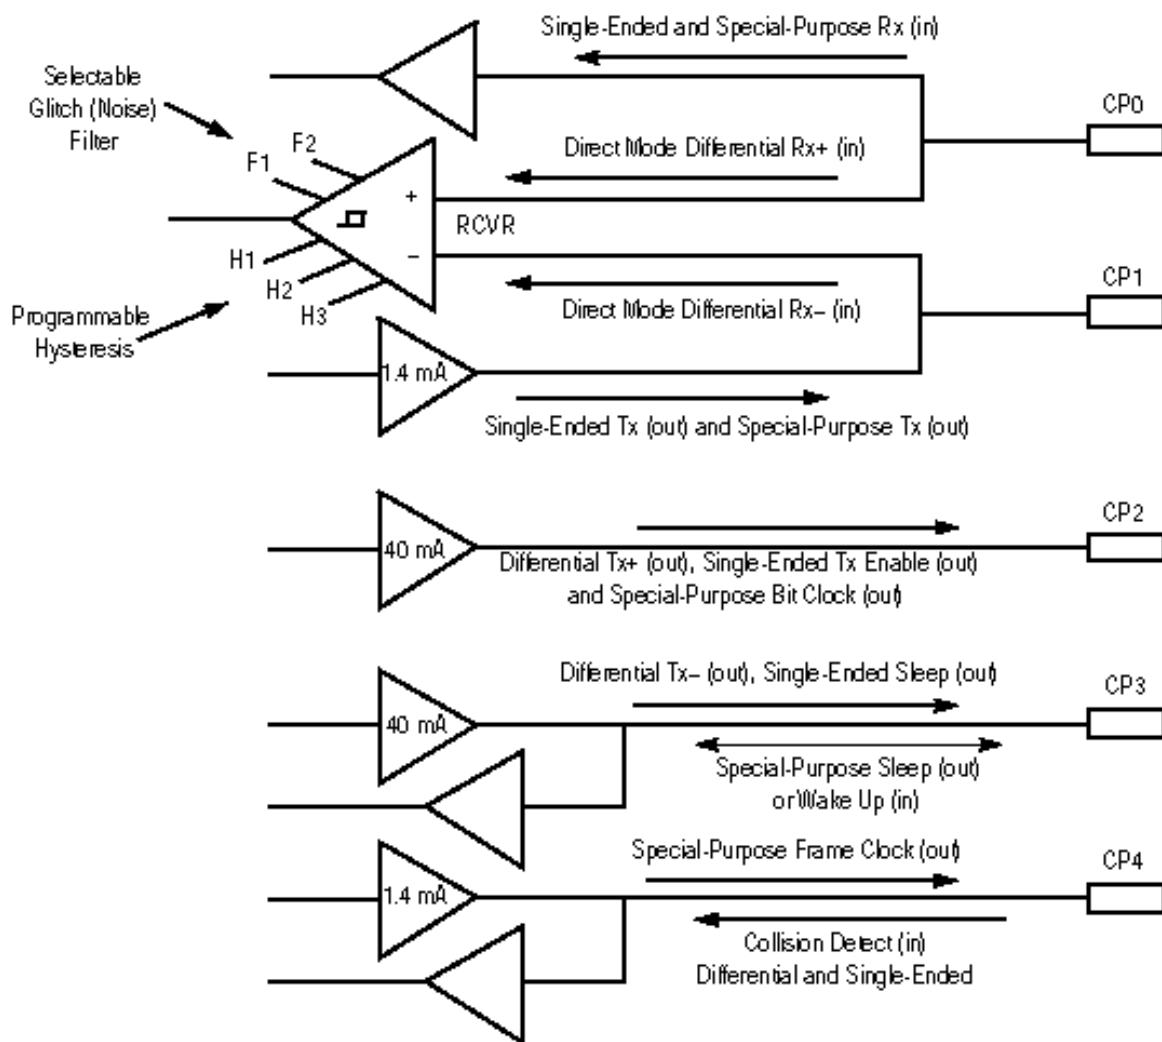 Single-Ended and Special-Purpose Rx (in)
Selectable
Glitch (Noise)
Filter
CP0
F2
F1
Direct Mode Differential Rx+ (in)
+
RCVR
−
H1
H2
H3
CP1
Direct Mode Differential Rx− (in)
Programmable
Hysteresis
1.4 mA
Single-Ended Tx (out) and Special-Purpose Tx (out)
CP2
40 mA
Differential Tx+ (out), Single-Ended Tx Enable (out)
and Special-Purpose Bit Clock (out)
Differential Tx− (out), Single-Ended Sleep (out)
CP3
40 mA
Special-Purpose Sleep (out)
or Wake Up (in)
Special-Purpose Frame Clock (out)
CP4
1.4 mA
Collision Detect (in)
Differential and Single-Ended